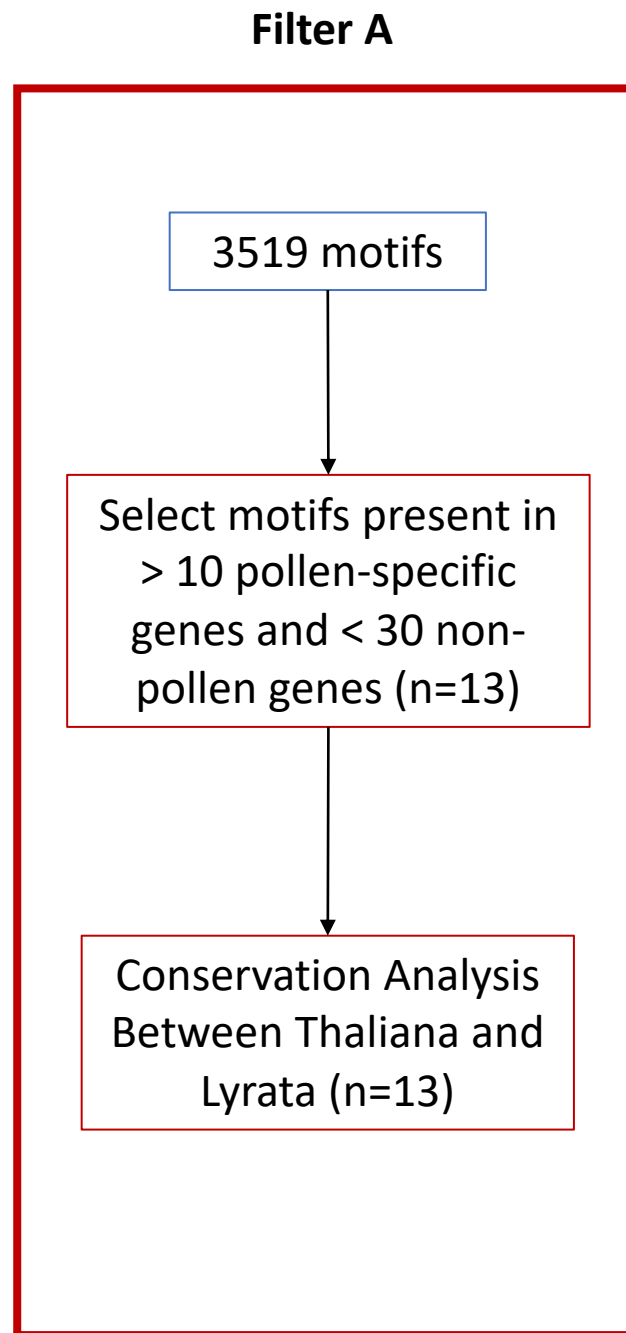 Filter A
3519 motifs
Select motifs present in
> 10 pollen-specific
genes and < 30 non-
pollen genes (n=13)
Conservation Analysis
Between Thaliana and
Lyrata (n=13)